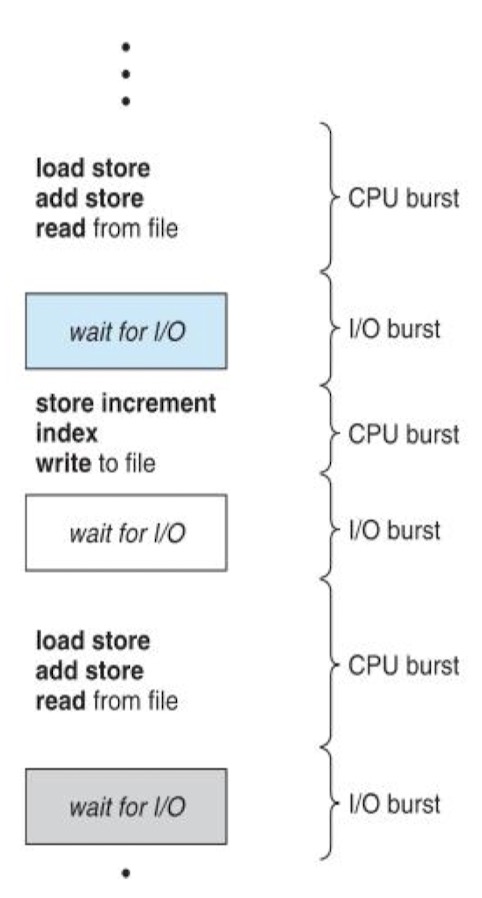 load store
add store
read from file
CPU burst
wait for I/O
I/O burst
store increment
index
write to file
CPU burst
wait for I/O
I/O burst
load store
add store
read from file
CPU burst
wait for I/O
I/O burst